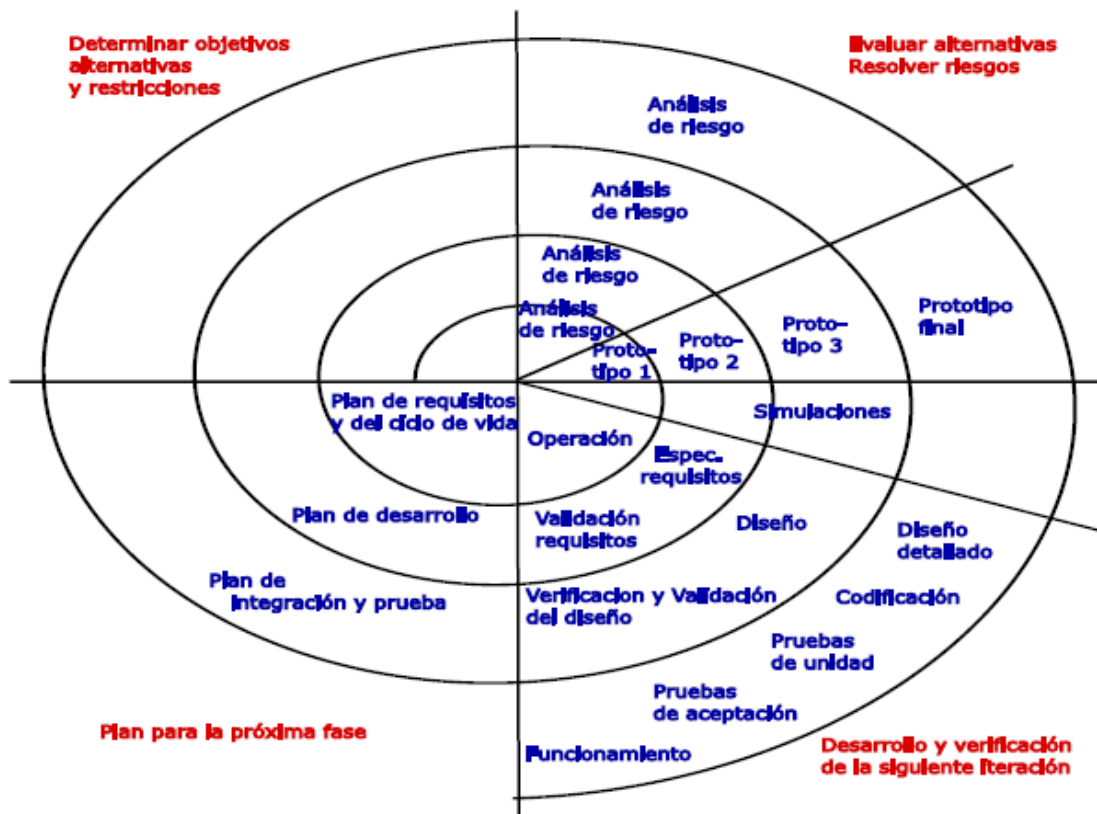 Determinar objetivos
alternativas
y restricciones
Evaluar alternativas
Resolver riesgos
Análisis
de riesgo
Análisis
de riesgo
Análisis
de riesgo
Análisis
de riesgo
Proto-
tipo 1
Proto-
tipo 2
Proto-
tipo 3
Prototipo
final
Plan de requisitos
y del ciclo de vida
Operación
Simulaciones
Espec.
requisitos
Plan de desarrollo
Validación
requisitos
Diseño
Diseño
detallado
Plan de
integración y prueba
Verificacion y Validación
del diseño
Codificación
Pruebas
de unidad
Pruebas
de aceptación
Funcionamiento
Plan para la próxima fase
Desarrollo y verificación
de la siguiente iteración